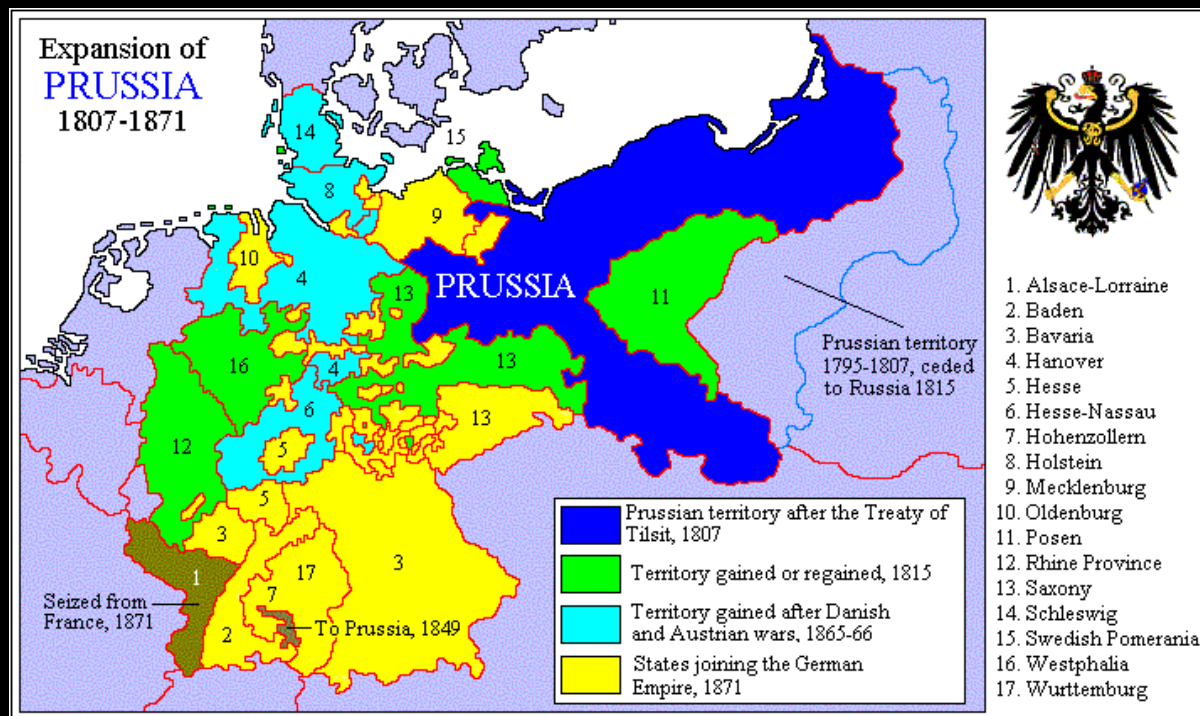 Expansion of
PRUSSIA
1807-1871
14
15
8
9
10
4
PRUSSIA
13
11
Prussian territory
1795-1807, ceded
to Russia 1815
16
4
13
6
13
12
5
5
3
3
1
17
7
2
Seized from
France, 1871
To Prussia, 1849
Prussian territory after the Treaty of
Tilsit, 1807
Territory gained or regained, 1815
Territory gained after Danish
and Austrian wars, 1865-66
States joining the German
Empire, 1871
1. Alsace-Lorraine
2. Baden
3. Bavaria
4. Hanover
5. Hesse
6. Hesse-Nassau
7. Hohenzollern
8. Holstein
9. Mecklenburg
10. Oldenburg
11. Posen
12. Rhine Province
13. Saxony
14. Schleswig
15. Swedish Pomerania
16. Westphalia
17. Wurttemburg